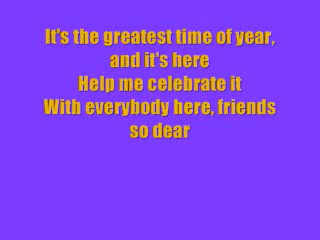 It's the greatest time of year,
and it's here
Help me celebrate it
With everybody here, friends
so dear